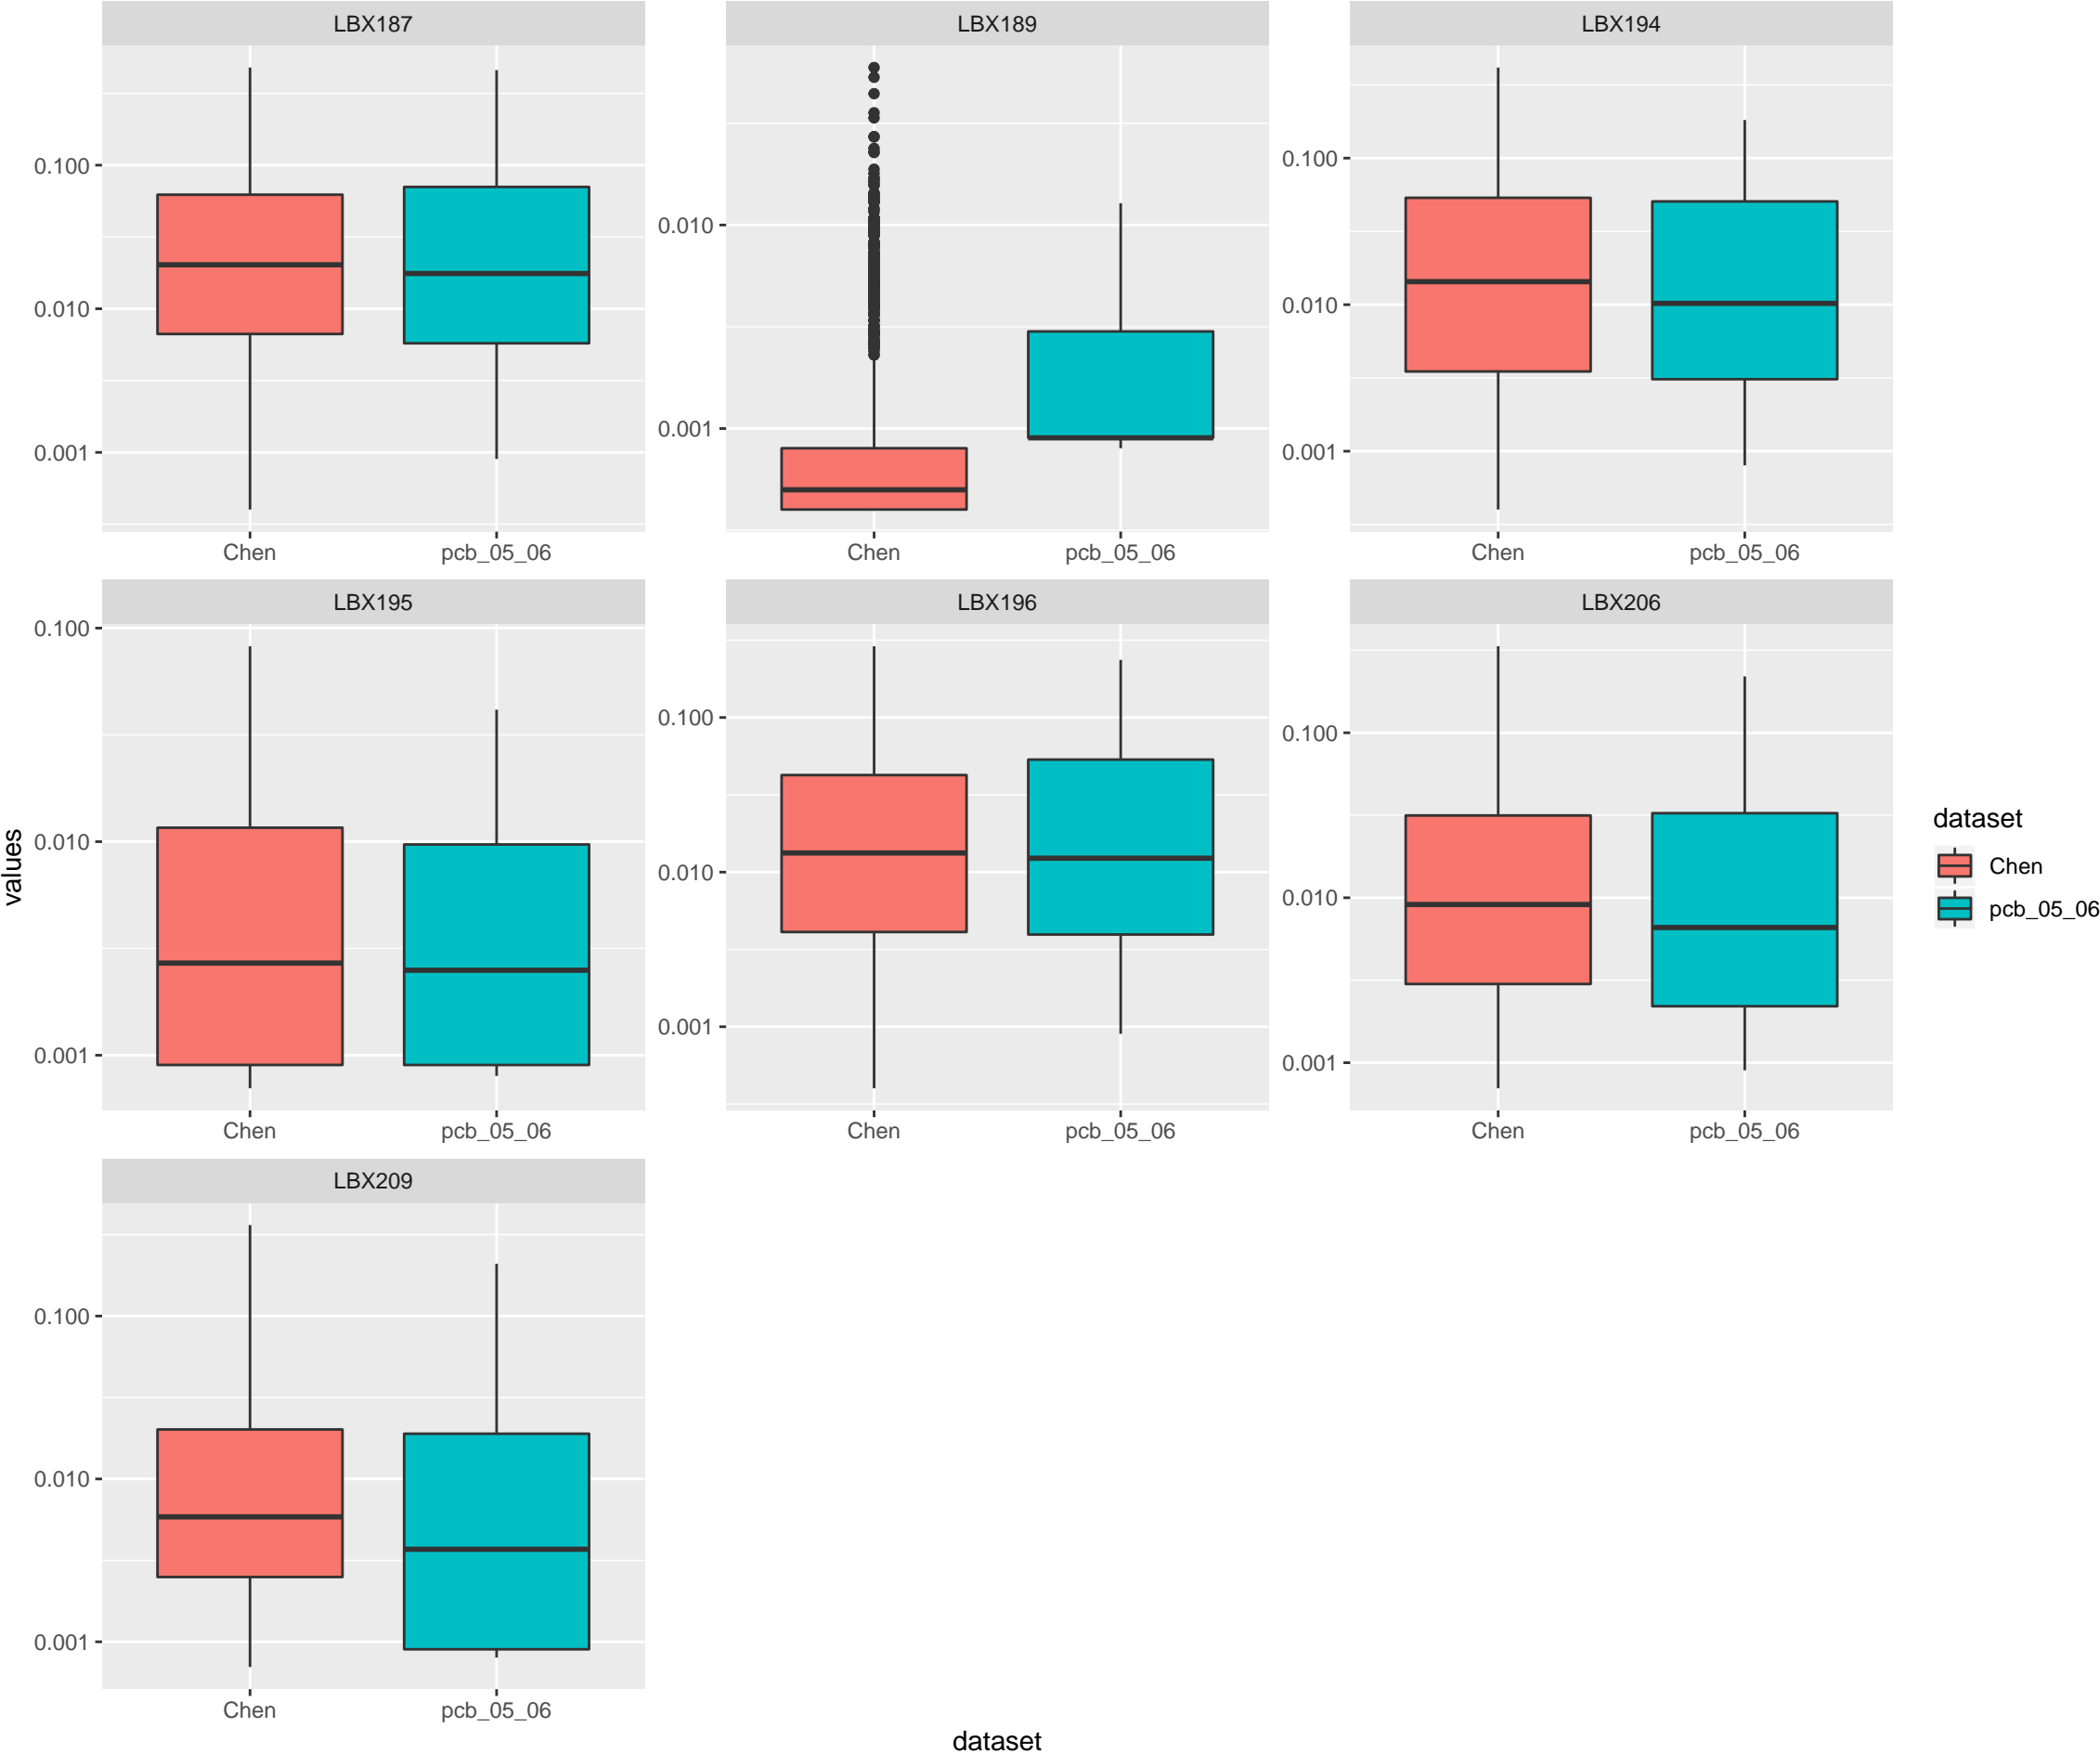 LBX187
LBX189
LBX194
0.100
0.010
0.001
0.010
0.001
0.100
0.010
0.001
Chen
pcb_05_06
Chen
pcb_05_06
Chen
pcb_05_06
LBX195
LBX196
LBX206
0.100
0.010
0.001
0.100
0.010
0.001
0.100
0.010
0.001
Chen
pcb_05_06
Chen
pcb_05_06
Chen
pcb_05_06
LBX209
0.100
0.010
0.001
Chen
pcb_05_06
values
dataset
dataset
Chen
pcb_05_06